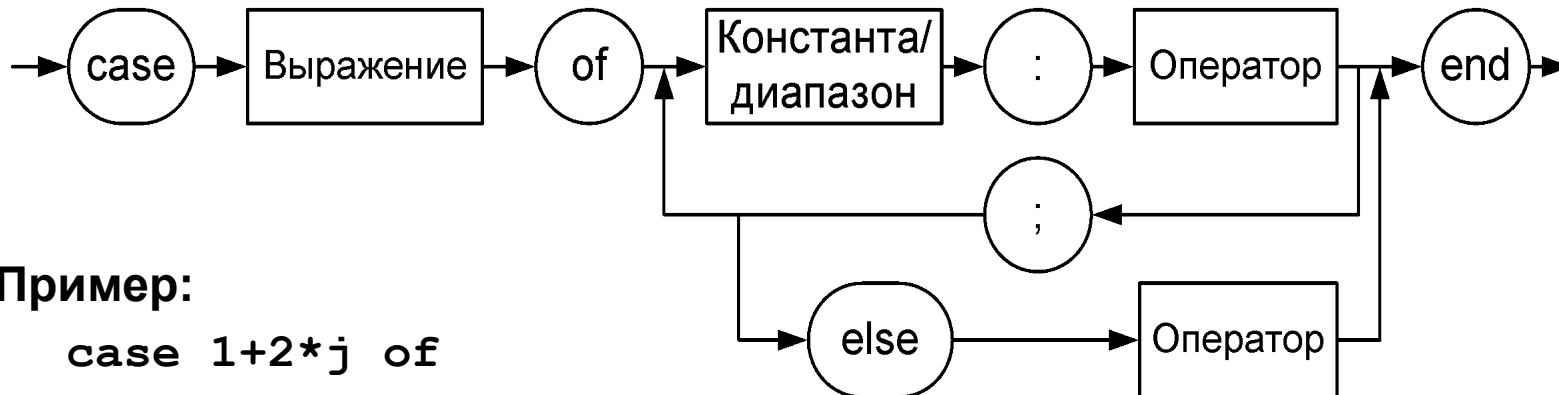 case
Выражение
of
Константа/
диапазон
:
Оператор
end
;
Пример:
case 1+2*j of
else
Оператор